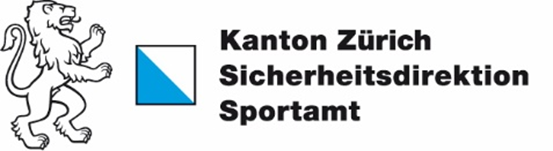 Kanton Zürich
Sicherheitsdirektion
Sportamt